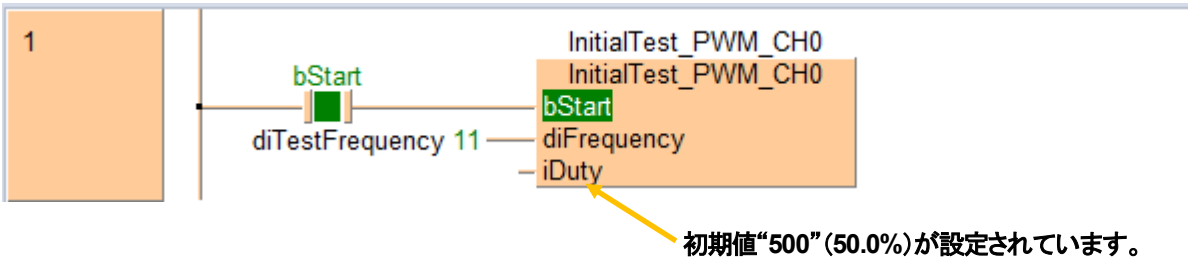 1
InitialTest_PWM_CH0
InitialTest_PWM_CH0
bStart
bStart
diTestFrequency 11
diFrequency
iDuty
初期値“500”（50.0%）が設定されています。